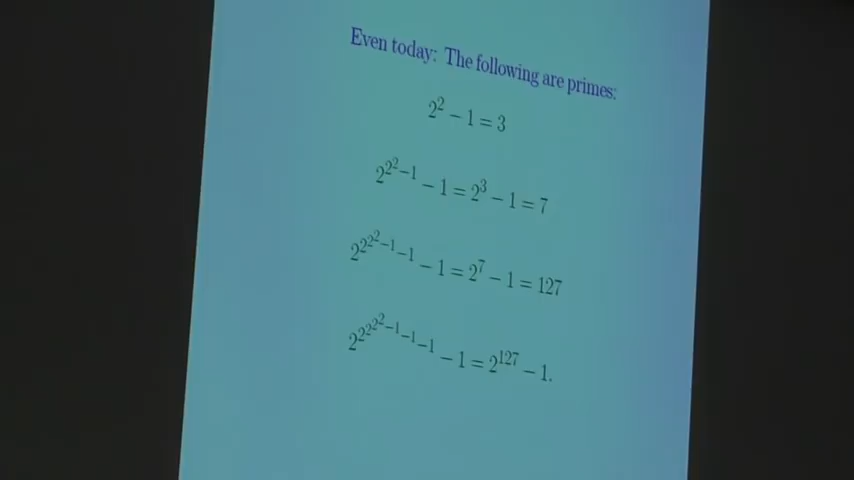 Even today: The following are primes:
2^2 − 1 = 3
2^{2^2−1} − 1 = 2^3 − 1 = 7
2^{2^{2^2−1}−1} − 1 = 2^7 − 1 = 127
2^{2^{2^{2^2−1}−1}−1} − 1 = 2^{127} − 1.